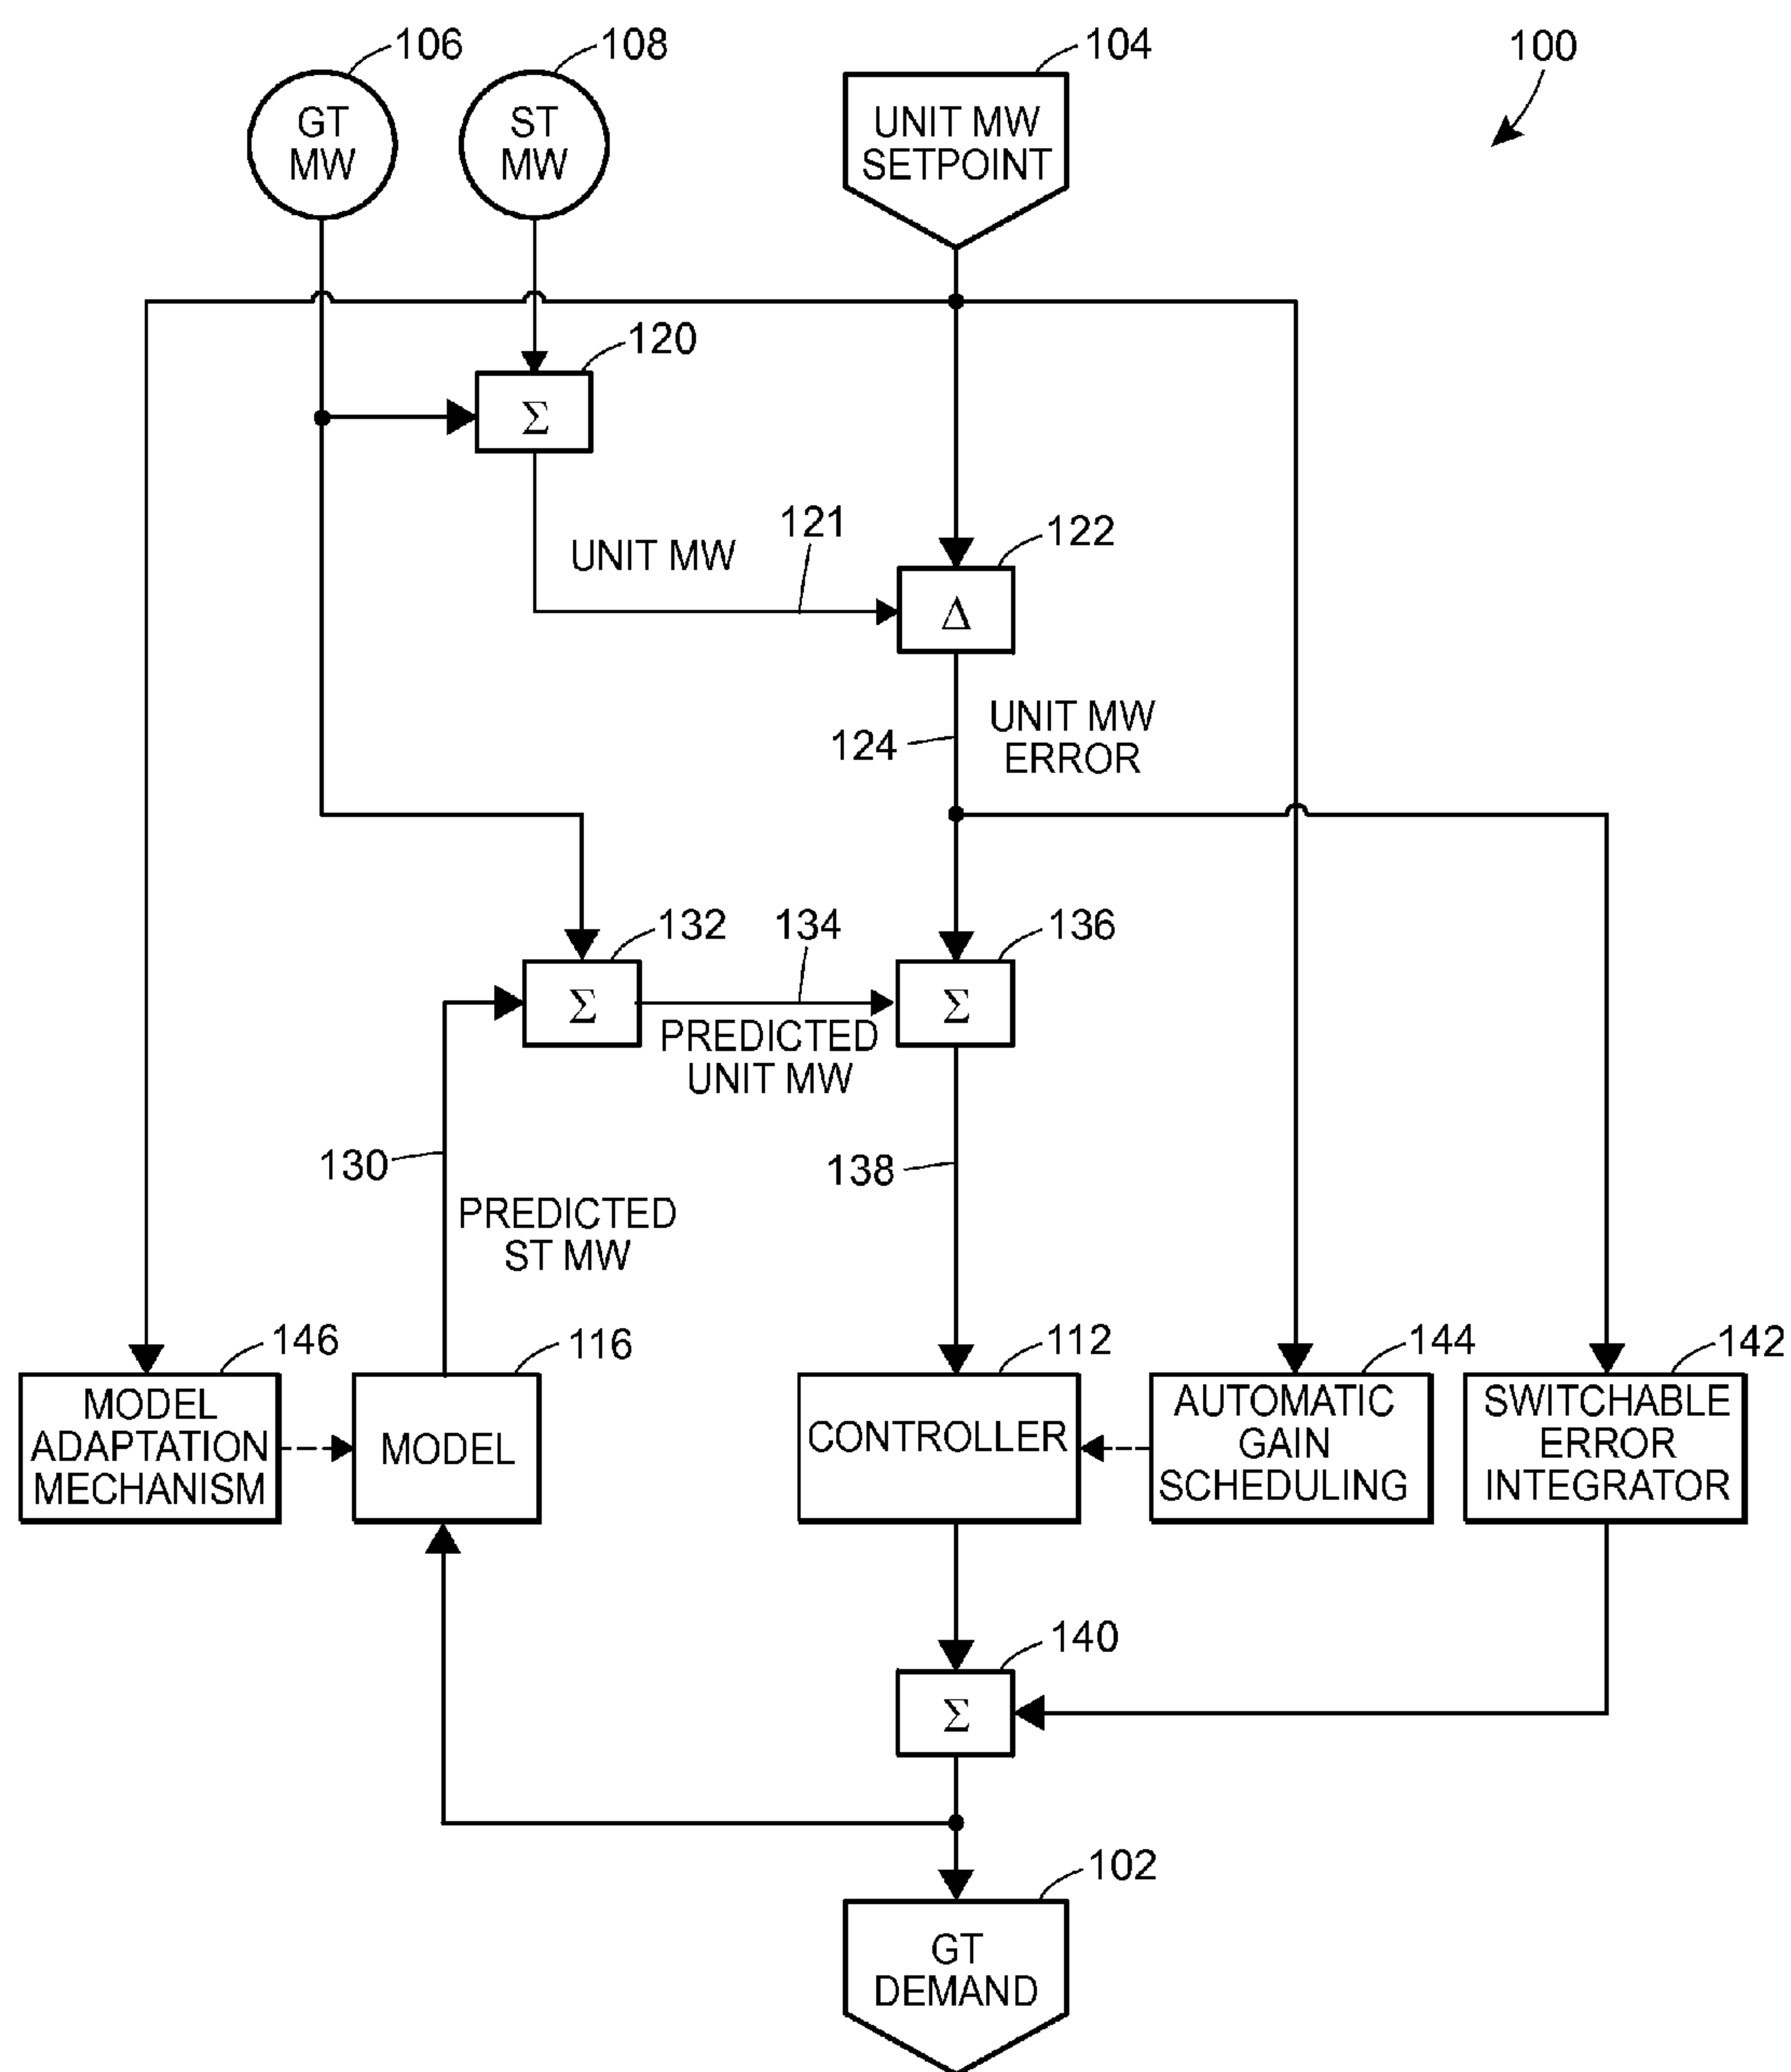 106
108
104
100
GT
MW
ST
MW
UNIT MW
SETPOINT
120
Σ
121
122
UNIT MW
Δ
124
UNIT MW
ERROR
132
134
136
Σ
Σ
PREDICTED
UNIT MW
130
138
PREDICTED
ST MW
146
116
112
144
142
MODEL
ADAPTATION
MECHANISM
MODEL
CONTROLLER
AUTOMATIC
GAIN
SCHEDULING
SWITCHABLE
ERROR
INTEGRATOR
140
Σ
102
GT
DEMAND